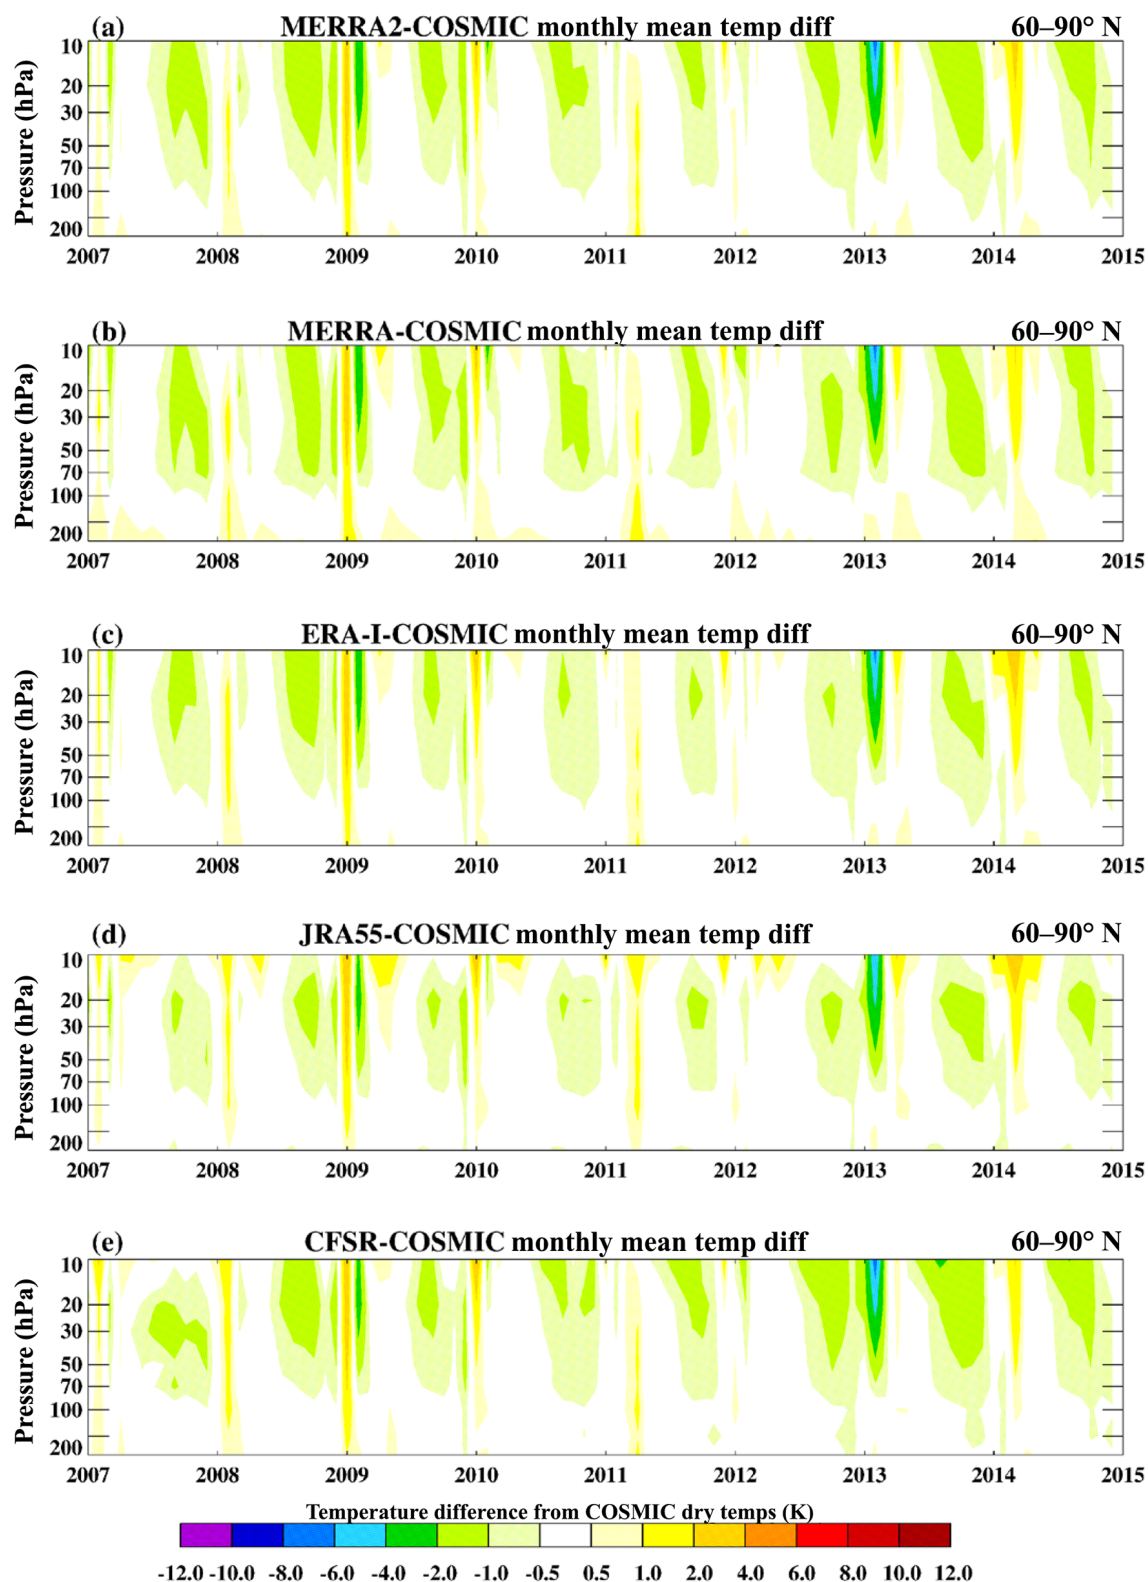 (a) MERRA2-COSMIC monthly mean temp diff 60–90° N
Pressure (hPa)
10
20
30
50
70
100
200
2007 2008 2009 2010 2011 2012 2013 2014 2015
(b) MERRA-COSMIC monthly mean temp diff 60–90° N
Pressure (hPa)
10
20
30
50
70
100
200
2007 2008 2009 2010 2011 2012 2013 2014 2015
(c) ERA-I-COSMIC monthly mean temp diff 60–90° N
Pressure (hPa)
10
20
30
50
70
100
200
2007 2008 2009 2010 2011 2012 2013 2014 2015
(d) JRA55-COSMIC monthly mean temp diff 60–90° N
Pressure (hPa)
10
20
30
50
70
100
200
2007 2008 2009 2010 2011 2012 2013 2014 2015
(e) CFSR-COSMIC monthly mean temp diff 60–90° N
Pressure (hPa)
10
20
30
50
70
100
200
2007 2008 2009 2010 2011 2012 2013 2014 2015
Temperature difference from COSMIC dry temps (K)
-12.0 -10.0 -8.0 -6.0 -4.0 -2.0 -1.0 -0.5 0.5 1.0 2.0 4.0 6.0 8.0 10.0 12.0